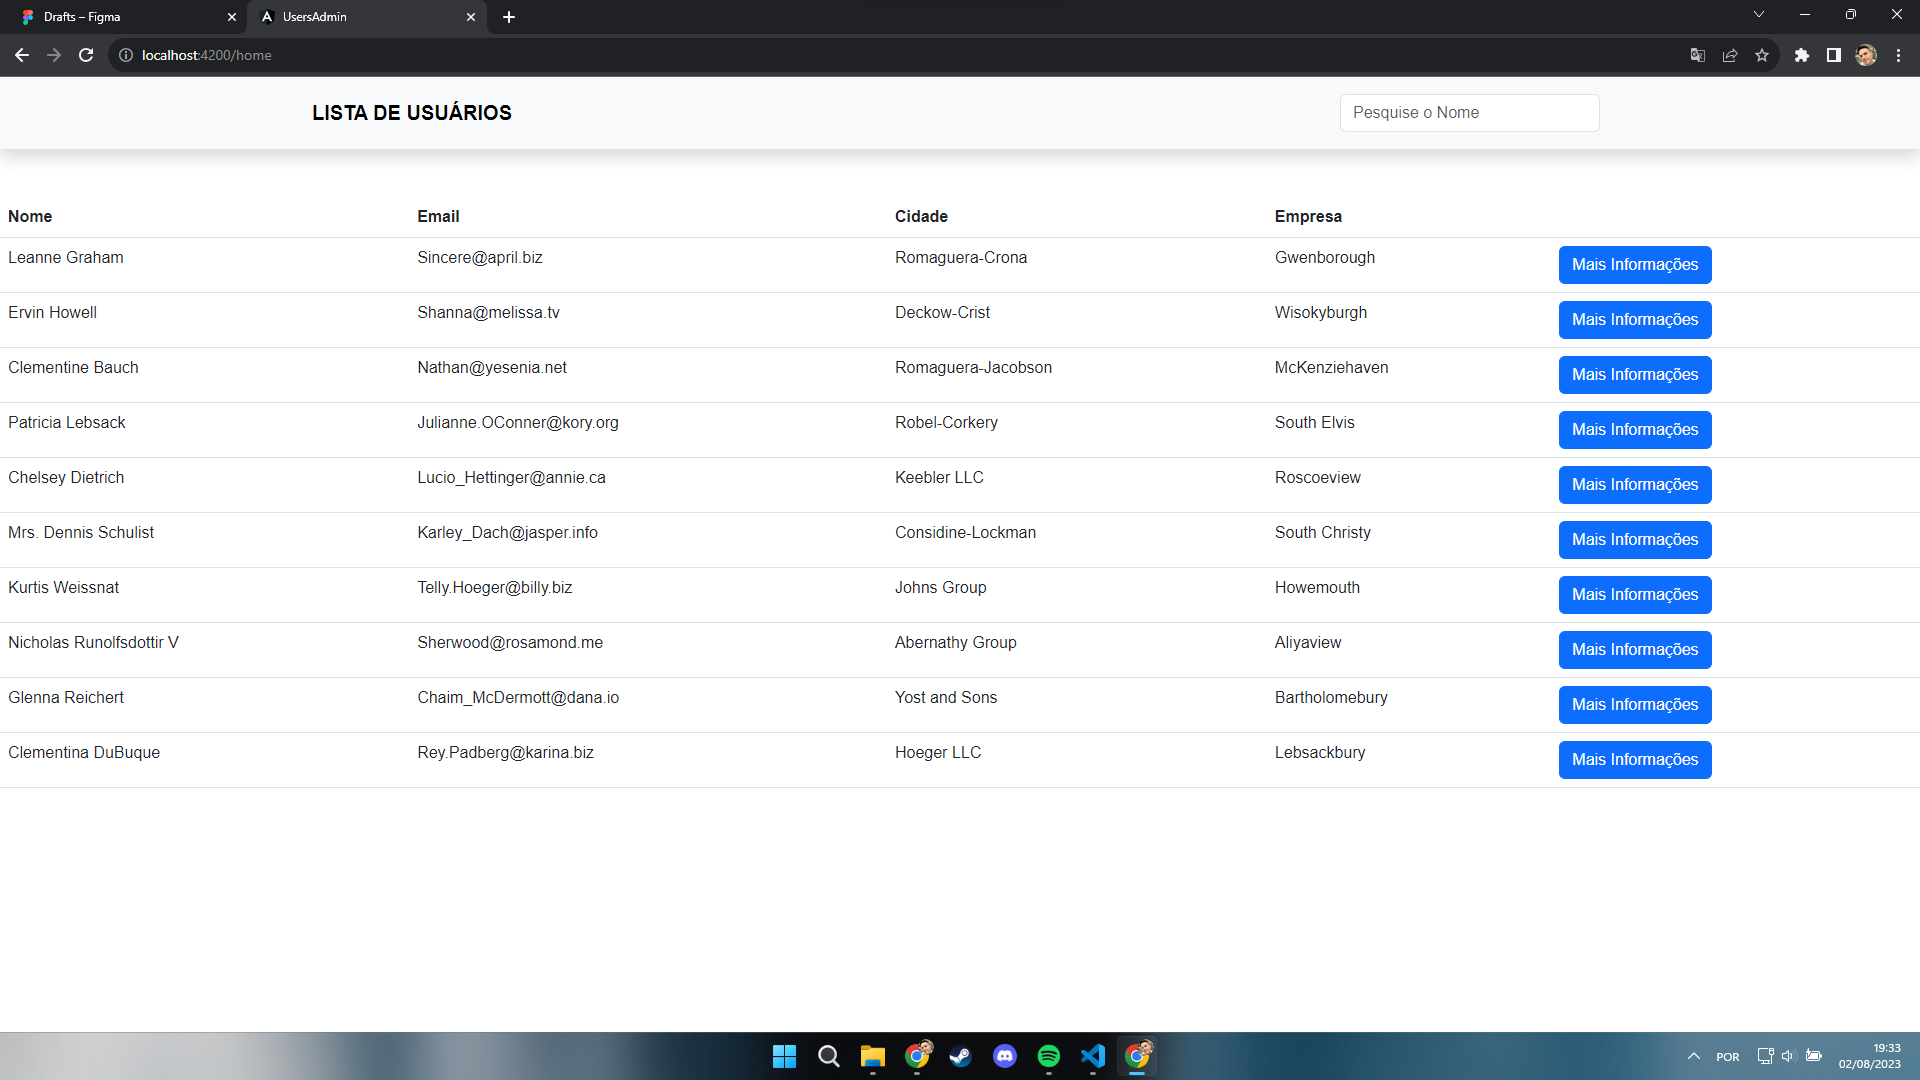 Drafts – Figma
UsersAdmin
localhost:4200/home
LISTA DE USUÁRIOS
Pesquise o Nome
Nome Email Cidade Empresa
Leanne Graham Sincere@april.biz Romaguera-Crona Gwenborough Mais Informações
Ervin Howell Shanna@melissa.tv Deckow-Crist Wisokyburgh Mais Informações
Clementine Bauch Nathan@yesenia.net Romaguera-Jacobson McKenziehaven Mais Informações
Patricia Lebsack Julianne.OConner@kory.org Robel-Corkery South Elvis Mais Informações
Chelsey Dietrich Lucio_Hettinger@annie.ca Keebler LLC Roscoeview Mais Informações
Mrs. Dennis Schulist Karley_Dach@jasper.info Considine-Lockman South Christy Mais Informações
Kurtis Weissnat Telly.Hoeger@billy.biz Johns Group Howemouth Mais Informações
Nicholas Runolfsdottir V Sherwood@rosamond.me Abernathy Group Aliyaview Mais Informações
Glenna Reichert Chaim_McDermott@dana.io Yost and Sons Bartholomebury Mais Informações
Clementina DuBuque Rey.Padberg@karina.biz Hoeger LLC Lebsackbury Mais Informações
POR
19:33
02/08/2023